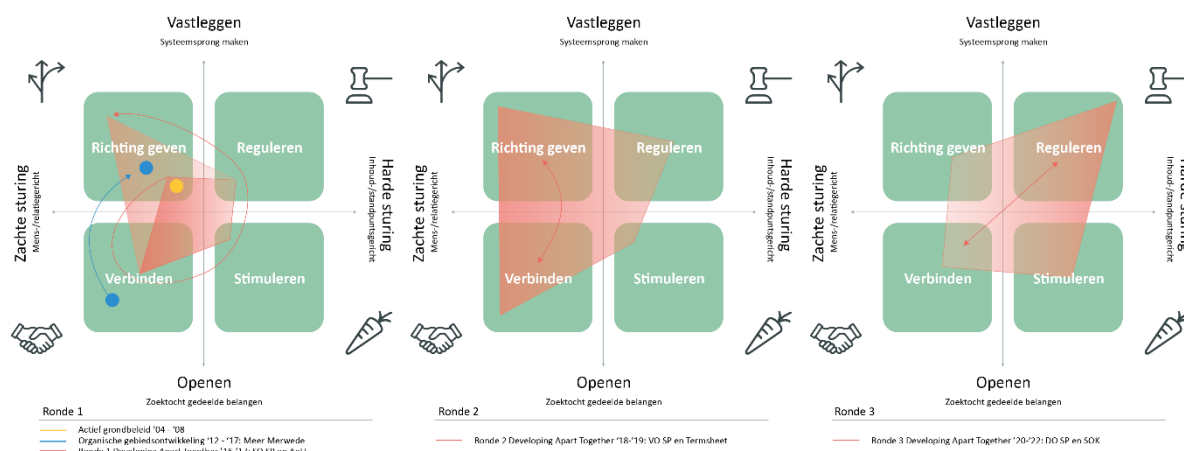 Vastleggen
Systeemsprong maken
Richting geven
Reguleren
Zachte sturing
Mens-/relatiegericht
Harde sturing
Inhoud-/standpuntsgericht
Verbinden
Stimuleren
Openen
Zoektocht gedeelde belangen
Ronde 1
Actief grondbeleid '04 - '08
Organische gebiedsontwikkeling '12 - '17: Meer Merwede
Ronde 1 Developing Apart Together
Vastleggen
Systeemsprong maken
Richting geven
Reguleren
Zachte sturing
Mens-/relatiegericht
Harde sturing
Inhoud-/standpuntsgericht
Verbinden
Stimuleren
Openen
Zoektocht gedeelde belangen
Ronde 2
Ronde 2 Developing Apart Together '18-'19: VO SP en Termsheet
Vastleggen
Systeemsprong maken
Richting geven
Reguleren
Zachte sturing
Mens-/relatiegericht
Harde sturing
Inhoud-/standpuntsgericht
Verbinden
Stimuleren
Openen
Zoektocht gedeelde belangen
Ronde 3
Ronde 3 Developing Apart Together '20-'22: DO SP en SOK